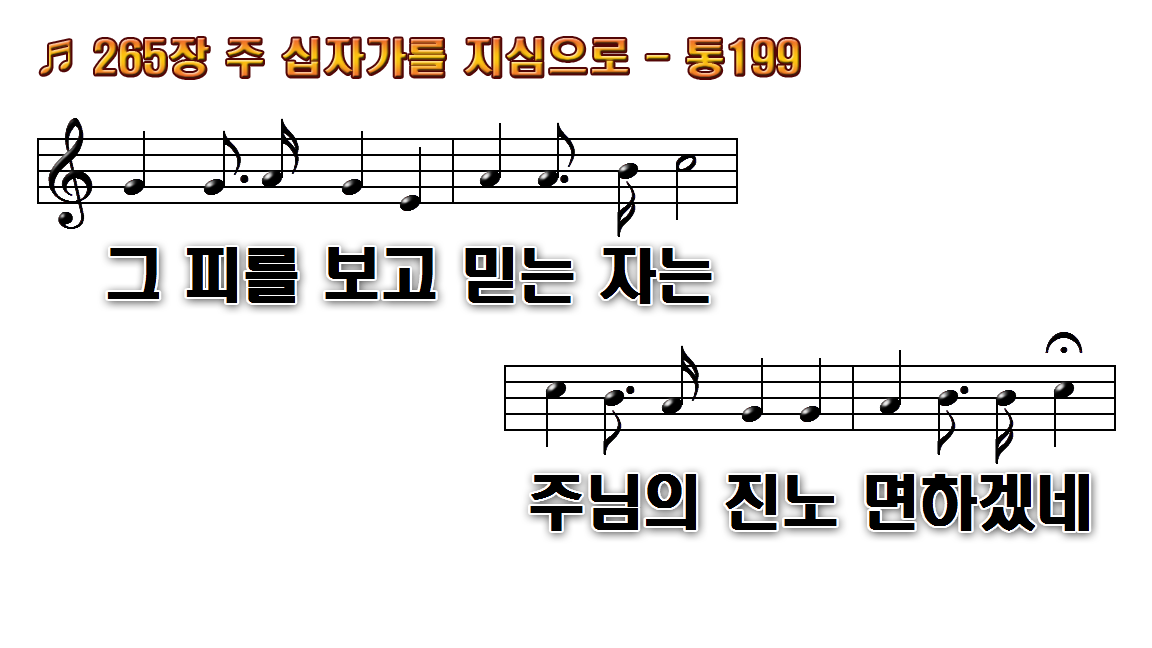 ♬ 265장 주 십자가를 지심으로 - 통199
그 피를 보고 믿는 자는
주님의 진노 면하겠네